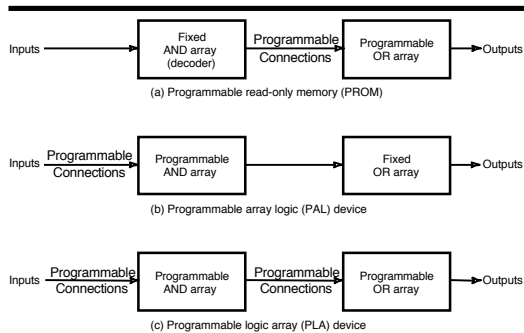 Inputs
Fixed
AND array
(decoder)
Programmable
Connections
Programmable
OR array
Outputs
(a) Programmable read-only memory (PROM)
Inputs
Programmable
Connections
Programmable
AND array
Fixed
OR array
Outputs
(b) Programmable array logic (PAL) device
Inputs
Programmable
Connections
Programmable
AND array
Programmable
Connections
Programmable
OR array
Outputs
(c) Programmable logic array (PLA) device